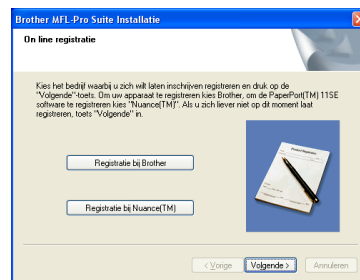 Brother MFL-Pro Suite Installatie
On line registratie
Kies het bedrijf waarbij u zich wilt laten inschrijven registreren en druk op de
"Volgende"-toets. Om uw apparaat te registreren kies Brother, om de PaperPort(TM) 11SE
software te registreren kies "Nuance(TM)". Als u zich liever niet op dit moment laat
registreren, toets "Volgende" in.
Product Registration
Registratie bij Brother
Registratie bij Nuance(TM)
< Vorige
Volgende >
Annuleren